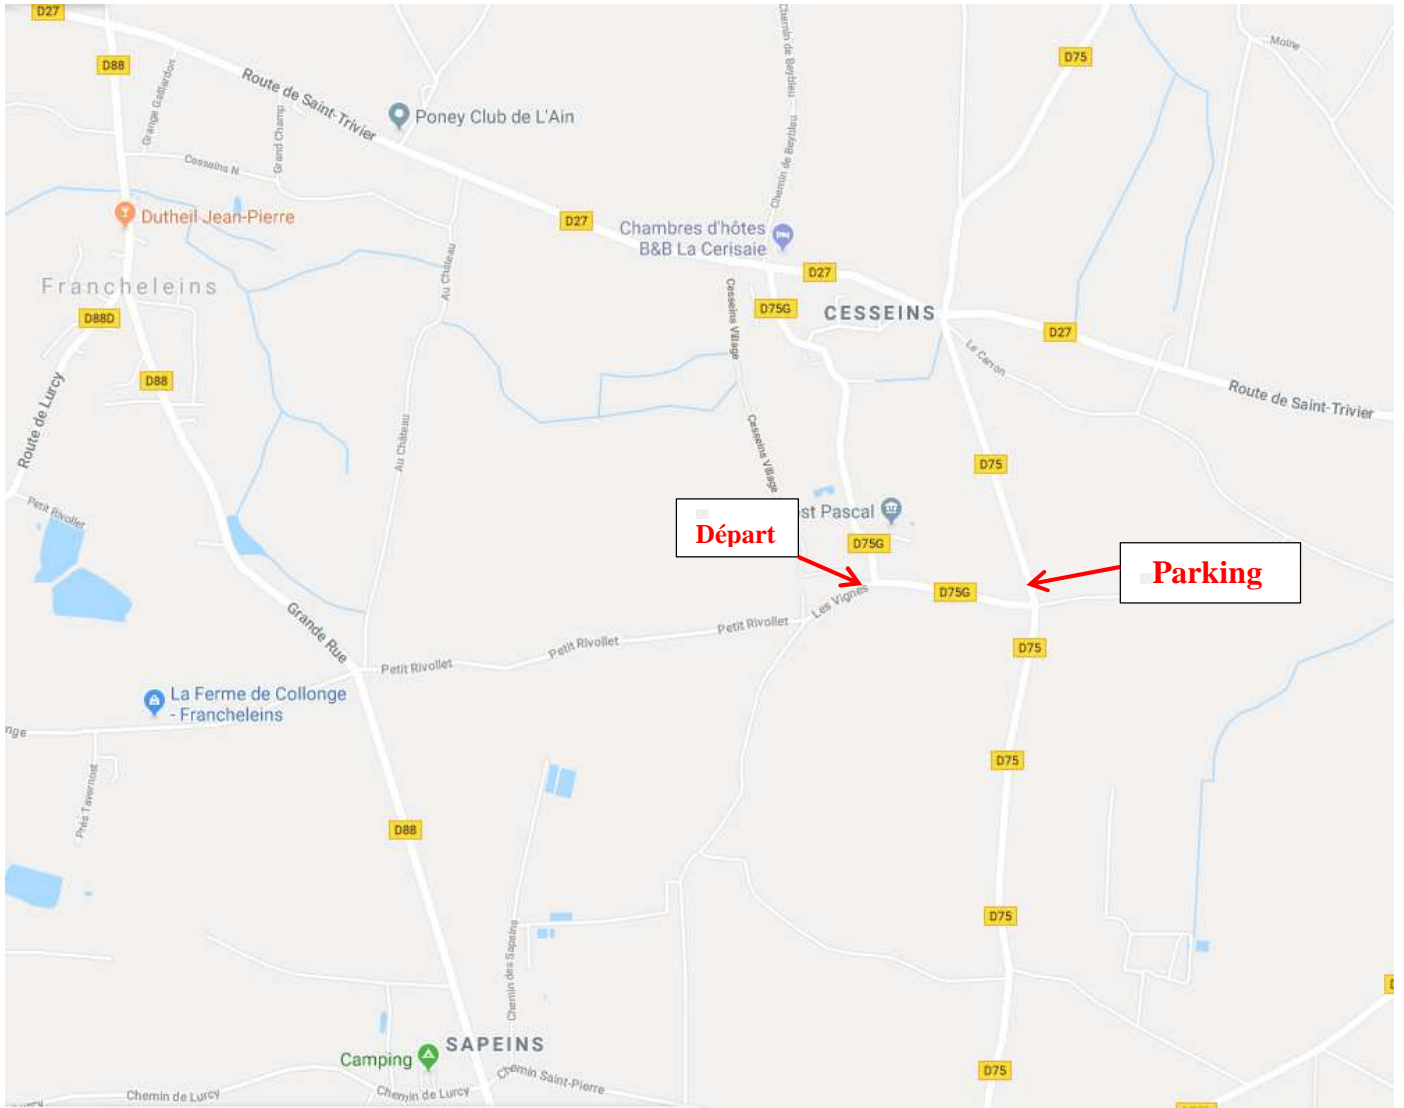 D27
D88
Grange Gaillardon
Route de Saint-Trivier
Grand Champ
Poney Club de L'Ain
Chemin de Beybleu
Chemin de Beybleu
D75
Moine
Cesseins N
Dutheil Jean-Pierre
D27
Chambres d'hôtes
B&B La Cerisaie
Au Château
Francheleins
D88D
D27
D75G
CESSEINS
Cesseins Village
D27
Le Carron
Route de Saint-Trivier
Route de Lurcy
D88
Au Château
Cesseins Village
D75
Petit Rivollet
Départ
st Pascal
D75G
Parking
D75G
Les Vignes
Grande Rue
Petit Rivollet
Petit Rivollet
Petit Rivollet
D75
La Ferme de Collonge
- Francheleins
nge
Prés Tavernost
D75
D88
D75
Chemin des Sapeins
SAPEINS
Camping
Chemin Saint-Pierre
D75
Chemin de Lurcy
Chemin de Lurcy